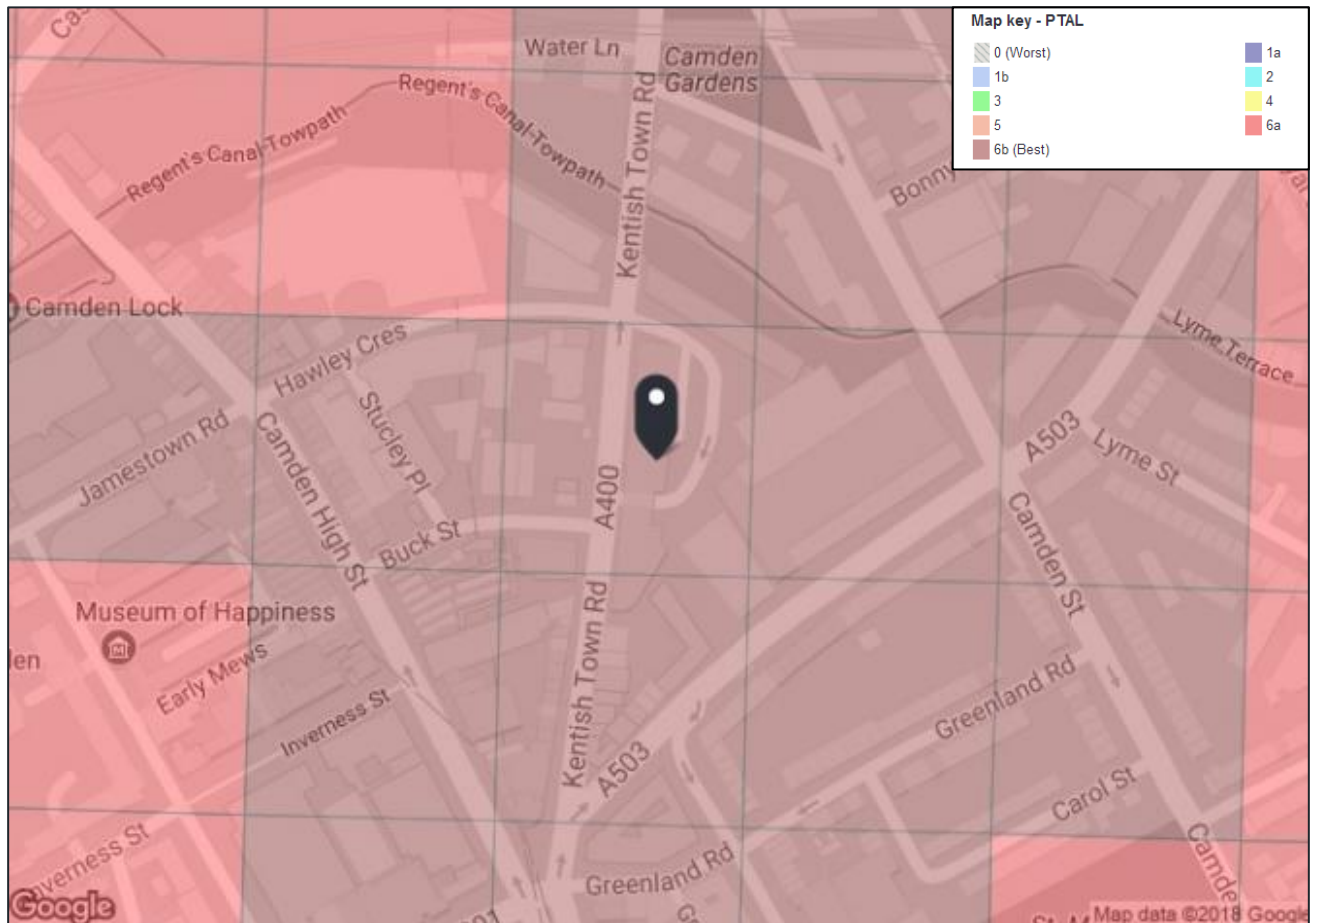 Map key - PTAL
0 (Worst)
1a
1b
2
3
4
5
6a
6b (Best)
Water Ln
Camden
Gardens
Regent's Canal Towpath
Regent's Canal Towpath
Kentish Town Rd
Bonny
Camden Lock
Hawley Cres
Lyme Terrace
Stucley Pl
Jamestown Rd
Camden High St
A503
Lyme St
A400
Buck St
Camden St
Museum of Happiness
Early Mews
Inverness St
Kentish Town Rd
A503
Greenland Rd
Carol St
Inverness St
Greenland Rd
Camde
Google
Map data ©2018 Google